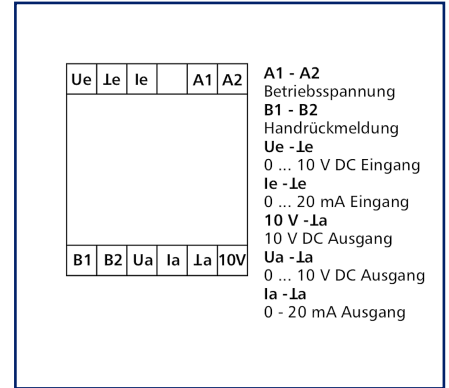 Ue ⊥e Ie A1 A2
B1 B2 Ua Ia ⊥a 10V
A1 - A2
Betriebsspannung
B1 - B2
Handrückmeldung
Ue -⊥e
0 ... 10 V DC Eingang
Ie -⊥e
0 ... 20 mA Eingang
10 V -⊥a
10 V DC Ausgang
Ua -⊥a
0 ... 10 V DC Ausgang
Ia -⊥a
0 - 20 mA Ausgang